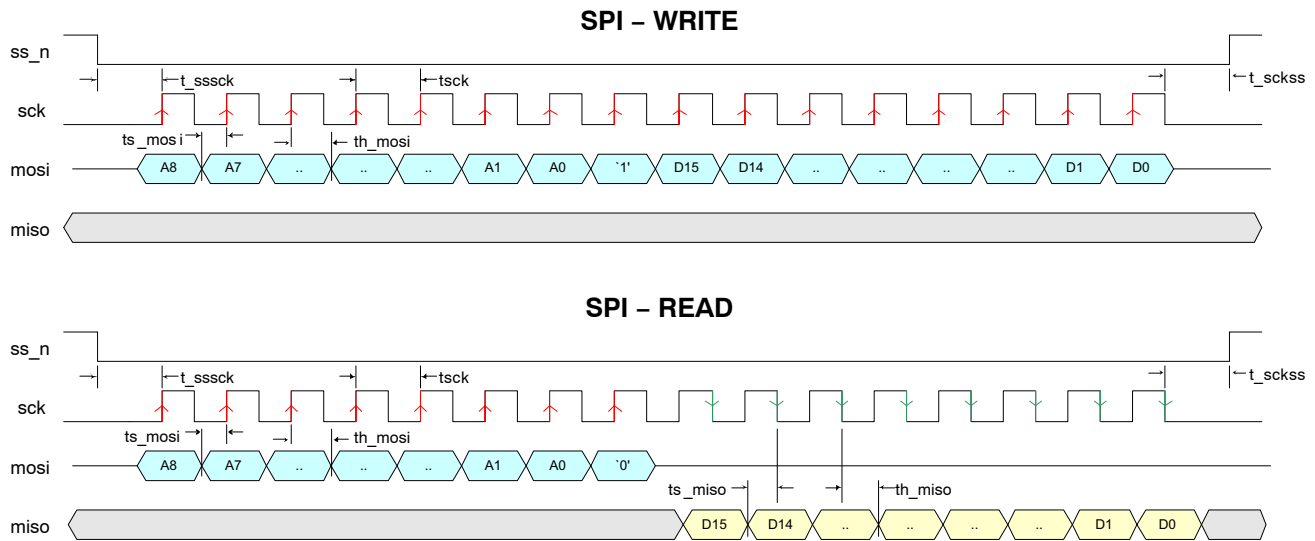 SPI – WRITE
ss_n
t_sssck tsck t_sckss
sck
ts_mosi th_mosi
mosi A8 A7 .. .. .. A1 A0 `1' D15 D14 .. .. .. .. D1 D0
miso
SPI – READ
ss_n
t_sssck tsck t_sckss
sck
ts_mosi th_mosi
mosi A8 A7 .. .. .. A1 A0 `0'
ts_miso th_miso
miso D15 D14 .. .. .. .. D1 D0